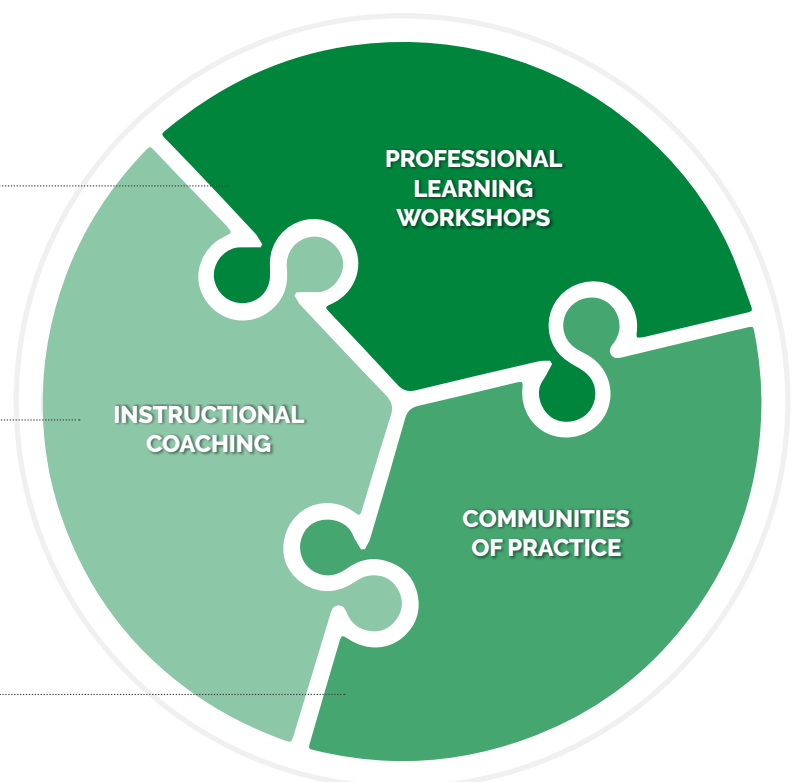 PROFESSIONAL
LEARNING
WORKSHOPS
INSTRUCTIONAL
COACHING
COMMUNITIES
OF PRACTICE